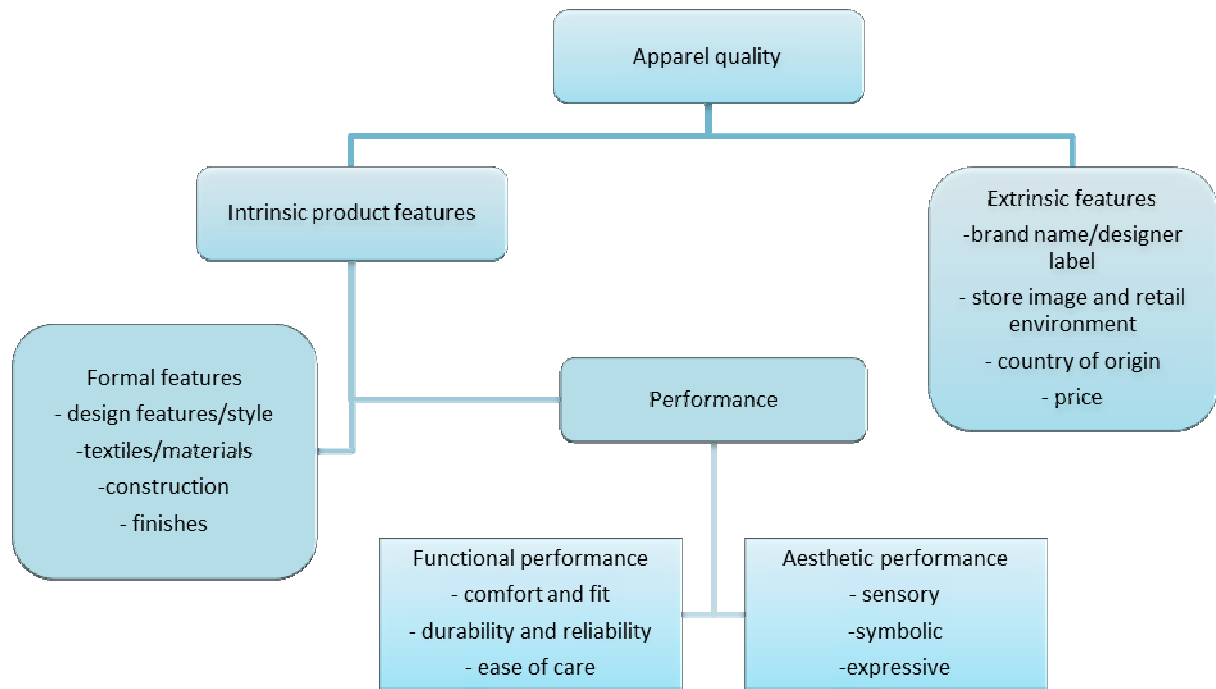 Apparel quality
Intrinsic product features
Extrinsic features
-brand name/designer
label
- store image and retail
environment
- country of origin
- price
Formal features
- design features/style
-textiles/materials
-construction
- finishes
Performance
Functional performance
- comfort and fit
- durability and reliability
- ease of care
Aesthetic performance
- sensory
-symbolic
-expressive